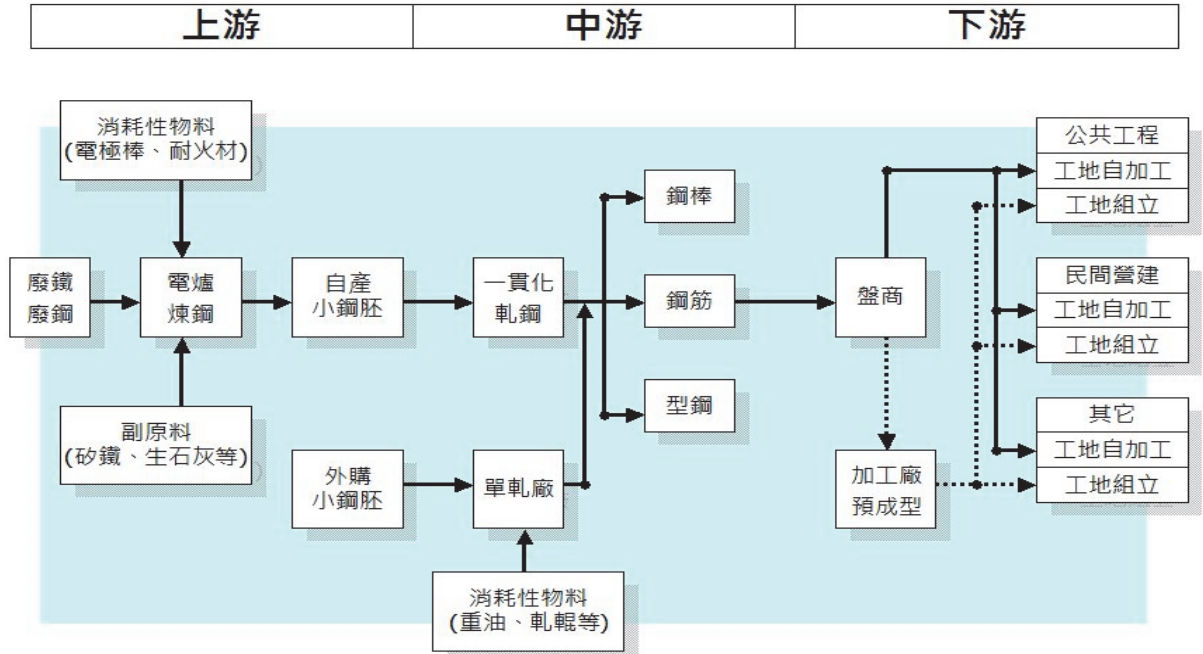 上游
中游
下游
消耗性物料
(電極棒、耐火材)
廢鐵
廢鋼
電爐
煉鋼
自產
小鋼胚
一貫化
軋鋼
副原料
(矽鐵、生石灰等)
外購
小鋼胚
單軋廠
消耗性物料
(重油、軋輥等)
鋼棒
鋼筋
型鋼
盤商
加工廠
預成型
公共工程
工地自加工
工地組立
民間營建
工地自加工
工地組立
其它
工地自加工
工地組立